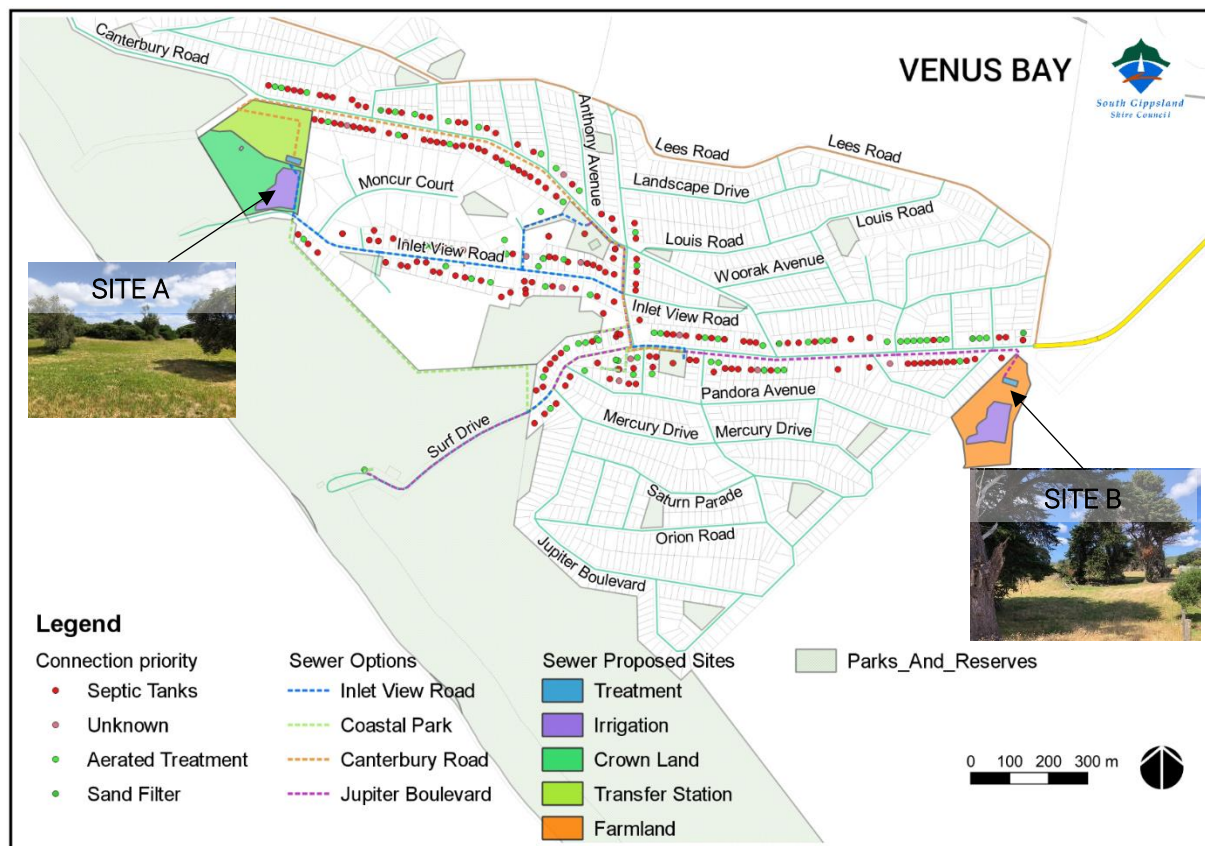 VENUS BAY
South Gippsland
Shire Council
Canterbury Road
Anthony Avenue
Lees Road
Lees Road
Landscape Drive
Moncur Court
Louis Road
Louis Road
Inlet View Road
Woorak Avenue
Inlet View Road
SITE A
Pandora Avenue
Mercury Drive
Mercury Drive
Surf Drive
Saturn Parade
SITE B
Orion Road
Jupiter Boulevard
Legend
Connection priority
Septic Tanks
Unknown
Aerated Treatment
Sand Filter
Sewer Options
Inlet View Road
Coastal Park
Canterbury Road
Jupiter Boulevard
Sewer Proposed Sites
Treatment
Irrigation
Crown Land
Transfer Station
Farmland
Parks_And_Reserves
0 100 200 300 m